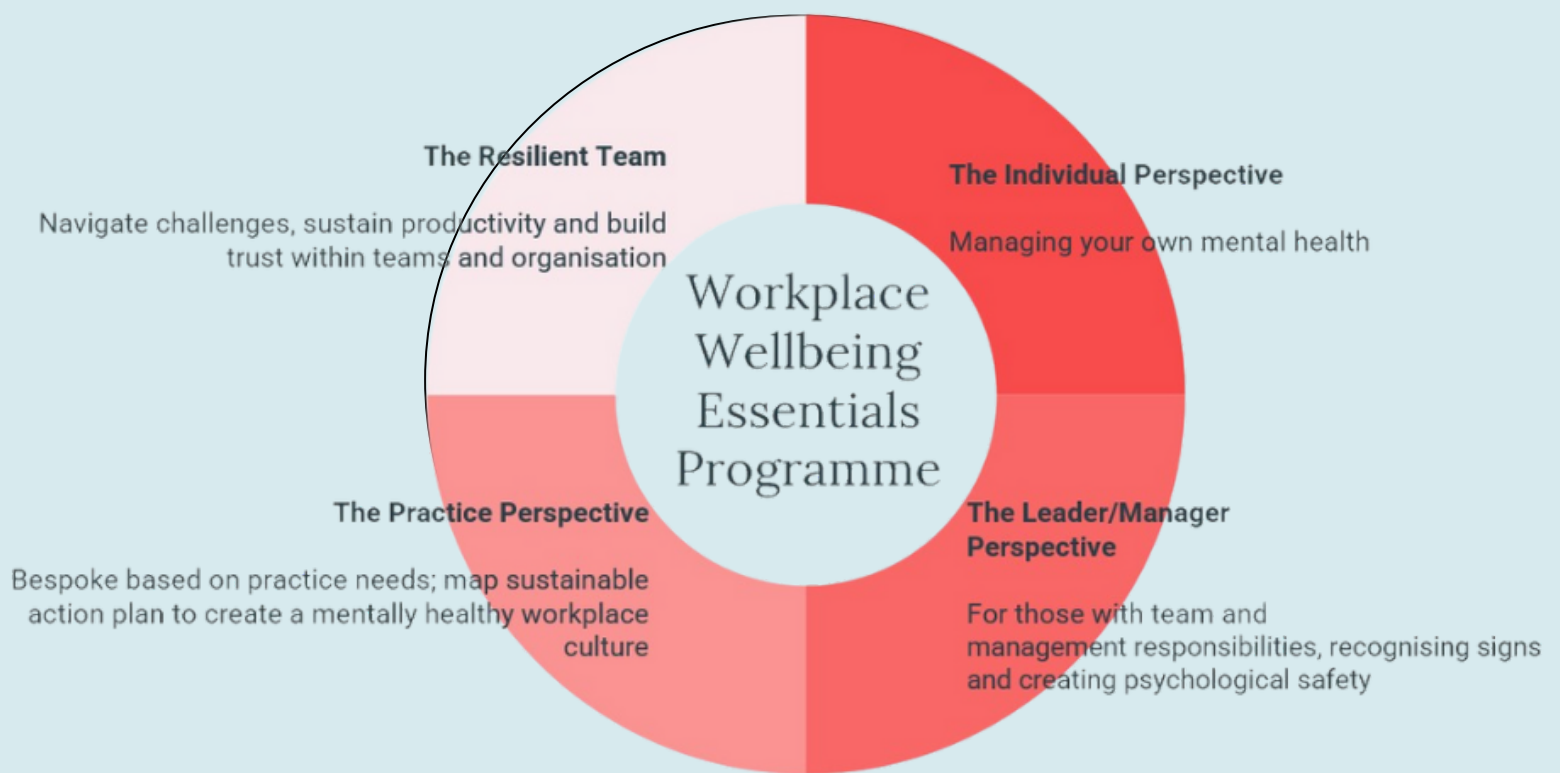 The Resilient Team
Navigate challenges, sustain productivity and build
trust within teams and organisation
The Individual Perspective
Managing your own mental health
Workplace
Wellbeing
Essentials
Programme
The Practice Perspective
Bespoke based on practice needs; map sustainable
action plan to create a mentally healthy workplace
culture
The Leader/Manager
Perspective
For those with team and
management responsibilities, recognising signs
and creating psychological safety